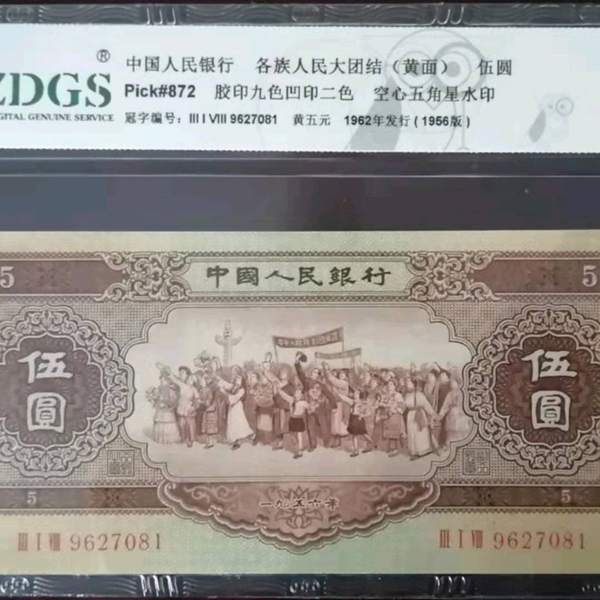 ZDGS®
IGITAL GENUINE SAFETY
中国人民银行 各族人民大团结（黄面） 伍圆
Pick#872 胶印九色凹印二色 空心五角星水印
冠字编号：III I VIII 9627081 黄五元 1962年发行（1956版）
5 中國人民銀行 5
伍圓 伍圓
5 5
一九五六年
III I VIII 9627081 III I VIII 9627081